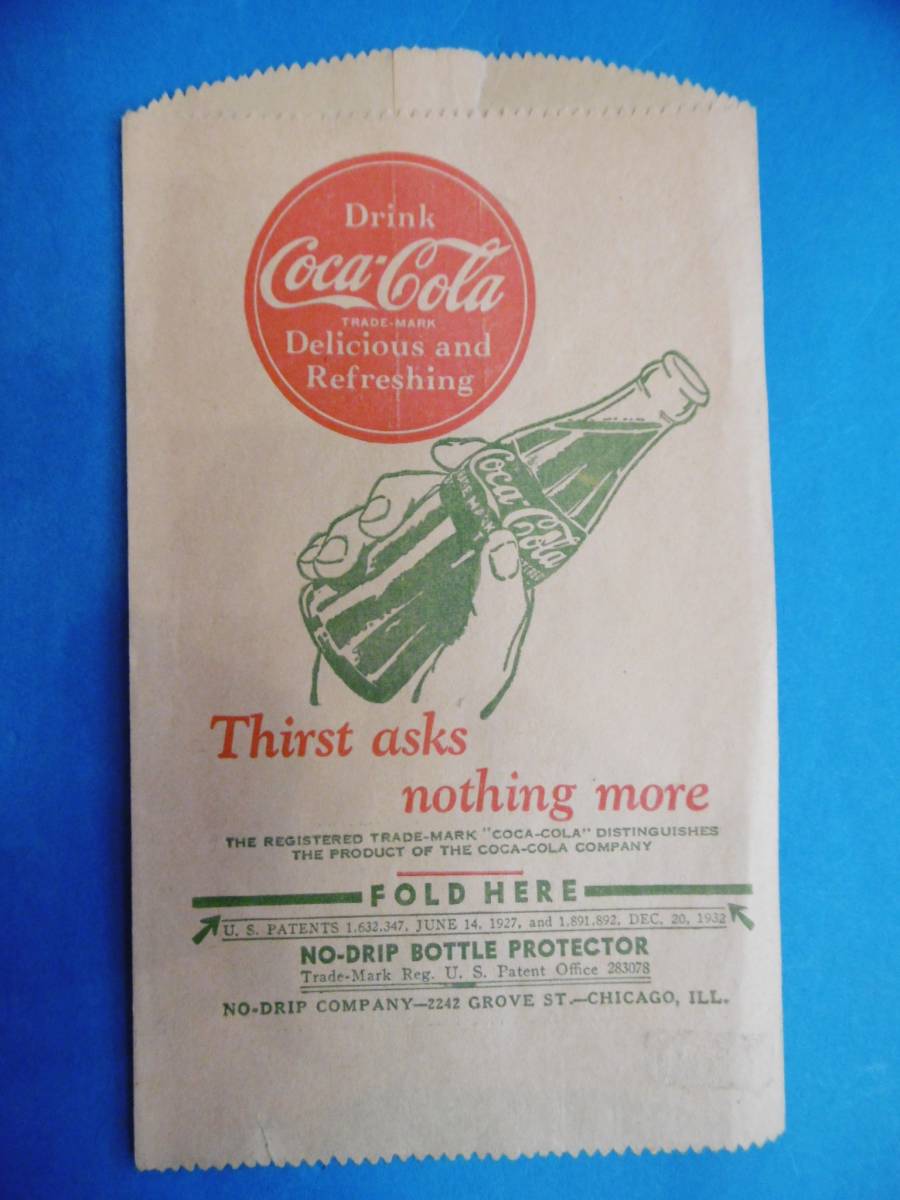 Drink
Coca-Cola
TRADE-MARK
Delicious and
Refreshing
Coca-Cola
TRADE MARK
Thirst asks
nothing more
THE REGISTERED TRADE-MARK "COCA-COLA" DISTINGUISHES
THE PRODUCT OF THE COCA-COLA COMPANY
FOLD HERE
U. S. PATENTS 1,632,347, JUNE 14, 1927, and 1,891,892, DEC. 20, 1932
NO-DRIP BOTTLE PROTECTOR
Trade-Mark Reg. U. S. Patent Office 283078
NO-DRIP COMPANY—2242 GROVE ST.—CHICAGO, ILL.